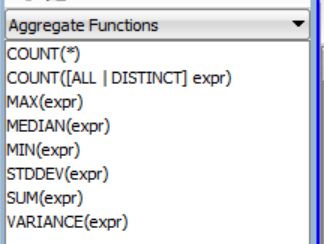 Aggregate Functions
COUNT(*)
COUNT([ALL | DISTINCT] expr)
MAX(expr)
MEDIAN(expr)
MIN(expr)
STDDEV(expr)
SUM(expr)
VARIANCE(expr)